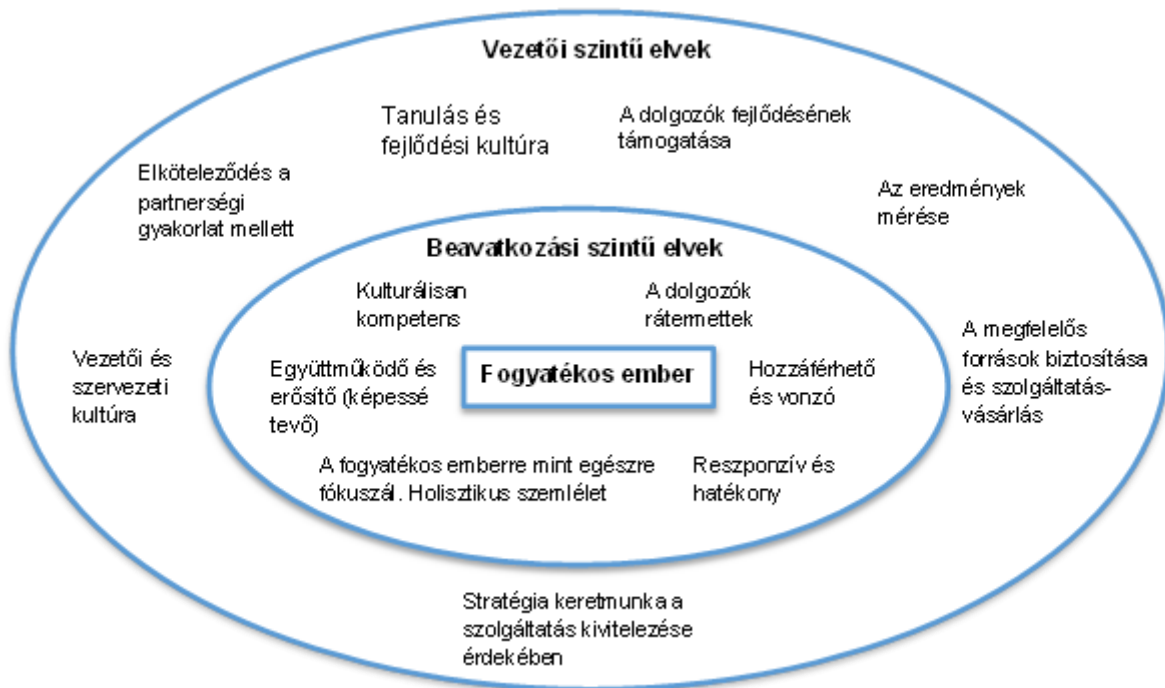 Vezetői szintű elvek
Tanulás és
fejlődési kultúra
A dolgozók fejlődésének
támogatása
Elköteleződés a
partnerségi
gyakorlat mellett
Az eredmények
mérése
Beavatkozási szintű elvek
Kulturálisan
kompetens
A dolgozók
rátermettek
Vezetői és
szervezeti
kultúra
Együttműködő és
erősítő (képessé
tevő)
Fogyatékos ember
Hozzáférhető
és vonzó
A megfelelős
források biztosítása
és szolgáltatás-
vásárlás
A fogyatékos emberre mint egészre
fókuszál. Holisztikus szemlélet
Reszponzív és
hatékony
Stratégia keretmunka a
szolgáltatás kivitelezése
érdekében